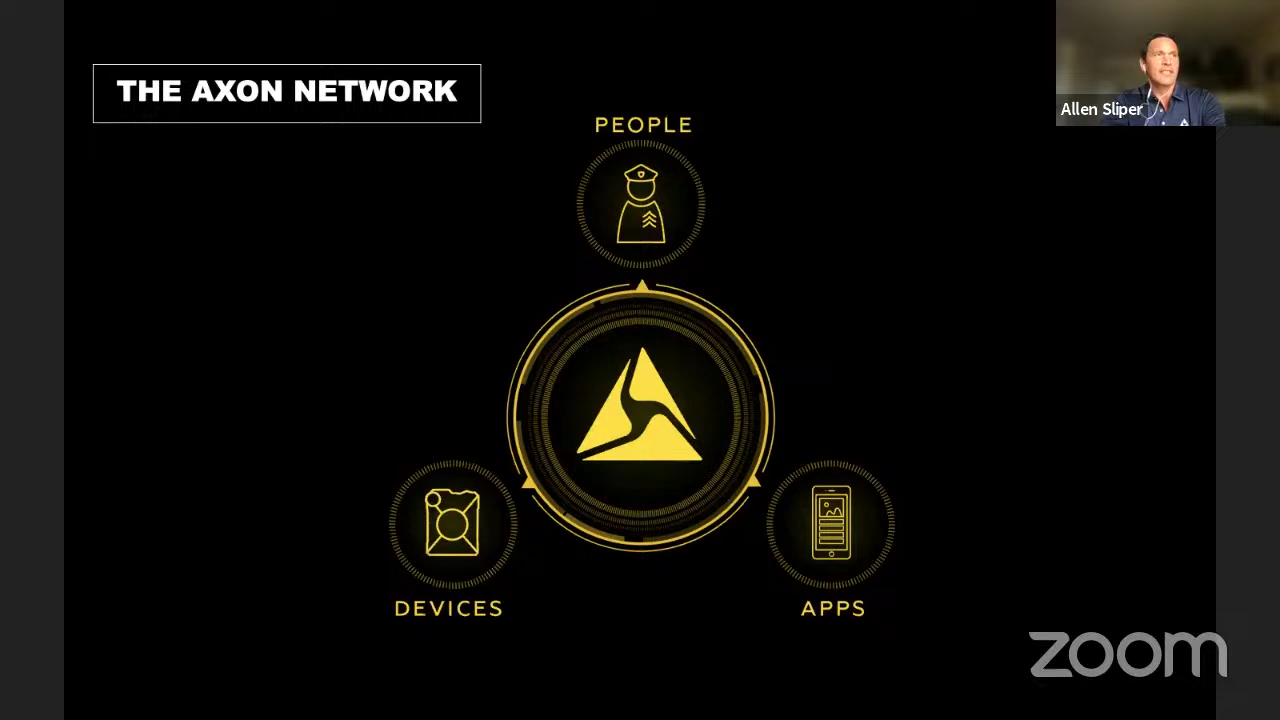 THE AXON NETWORK
Allen Sliper
PEOPLE
DEVICES
APPS
zoom